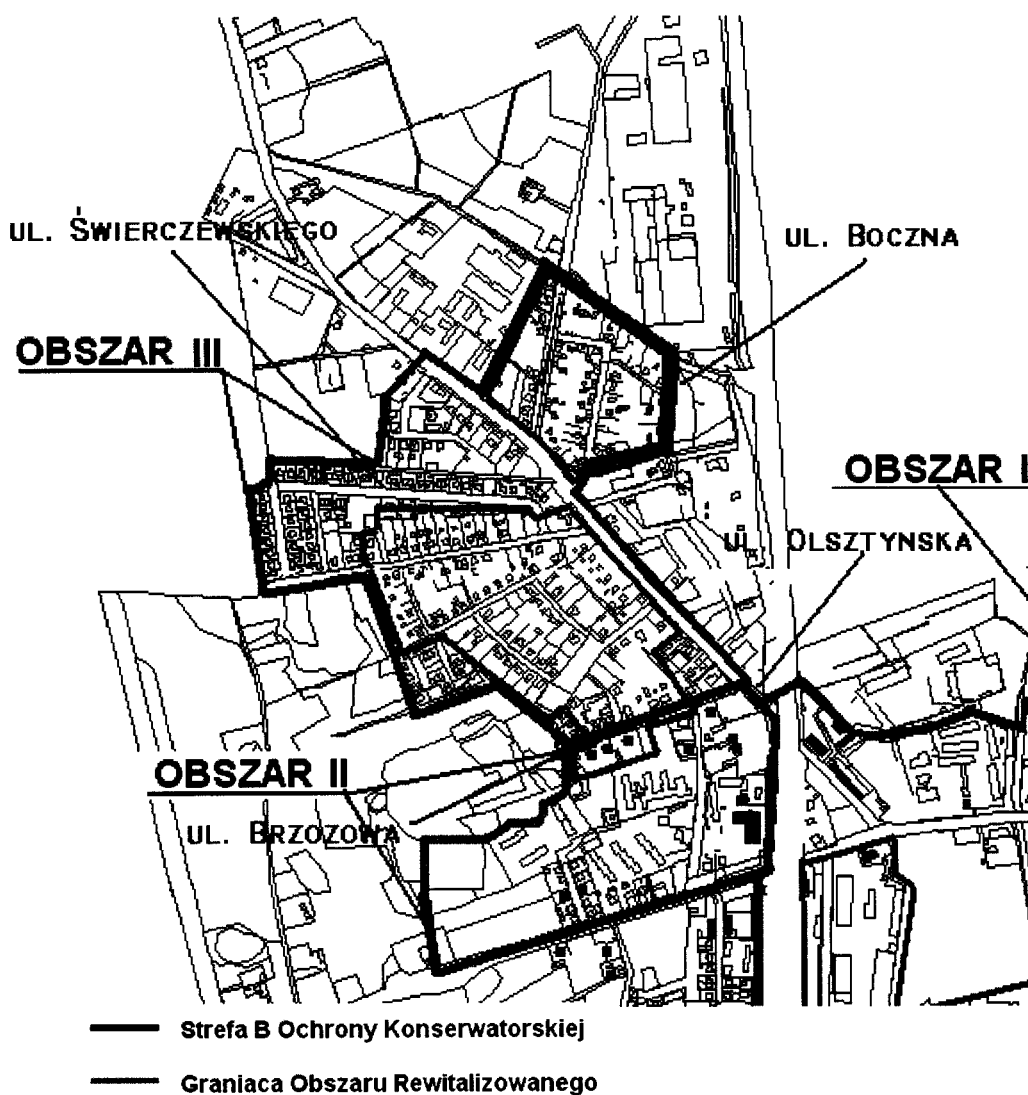 UL. ŚWIERCZEWSKIEGO
UL. BOCZNA
OBSZAR III
OBSZAR I
UL. OLSZTYNSKA
OBSZAR II
UL. BRZOZOWA
Strefa B Ochrony Konserwatorskiej
Graniaca Obszaru Rewitalizowanego